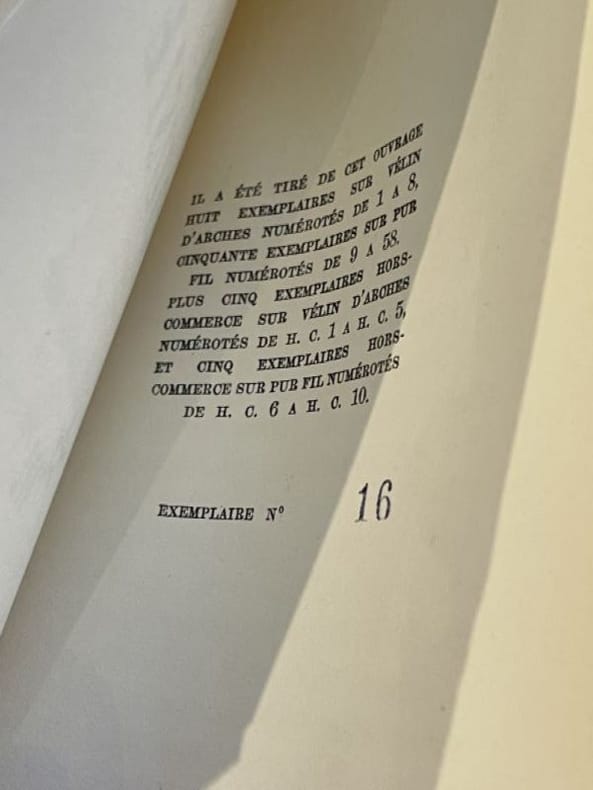 IL A ÉTÉ TIRÉ DE CET OUVRAGE
HUIT EXEMPLAIRES SUR VÉLIN
D'ARCHES NUMÉROTÉS DE 1 A 8,
CINQUANTE EXEMPLAIRES SUR PUR
FIL NUMÉROTÉS DE 9 A 58.
PLUS CINQ EXEMPLAIRES HORS-
COMMERCE SUR VÉLIN D'ARCHES
NUMÉROTÉS DE H. C. 1 A H. C. 5,
ET CINQ EXEMPLAIRES HORS-
COMMERCE SUR PUR FIL NUMÉROTÉS
DE H. C. 6 A H. C. 10.
EXEMPLAIRE N° 16